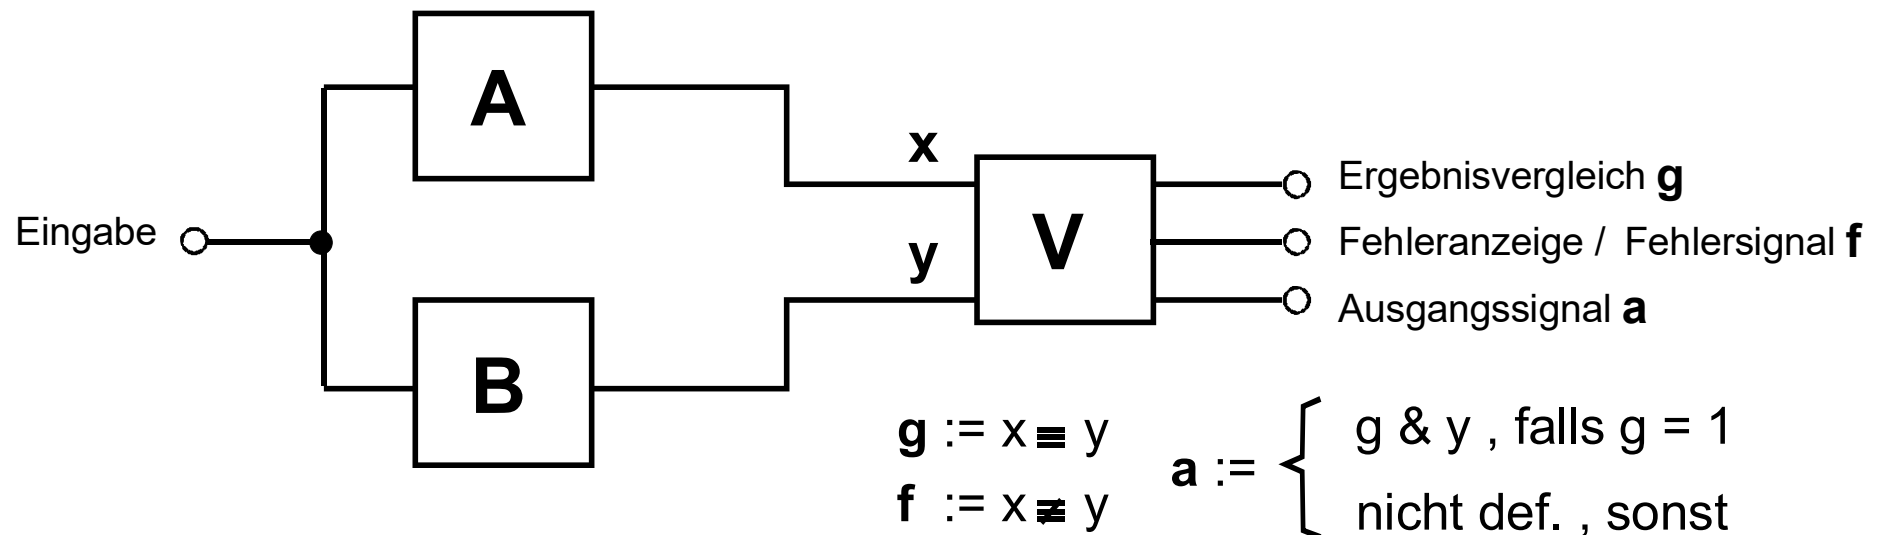 A
x
Ergebnisvergleich g
Eingabe
V
Fehleranzeige / Fehlersignal f
y
Ausgangssignal a
B
g := x ≡ y
f := x ≢ y
a := { g & y , falls g = 1
nicht def. , sonst